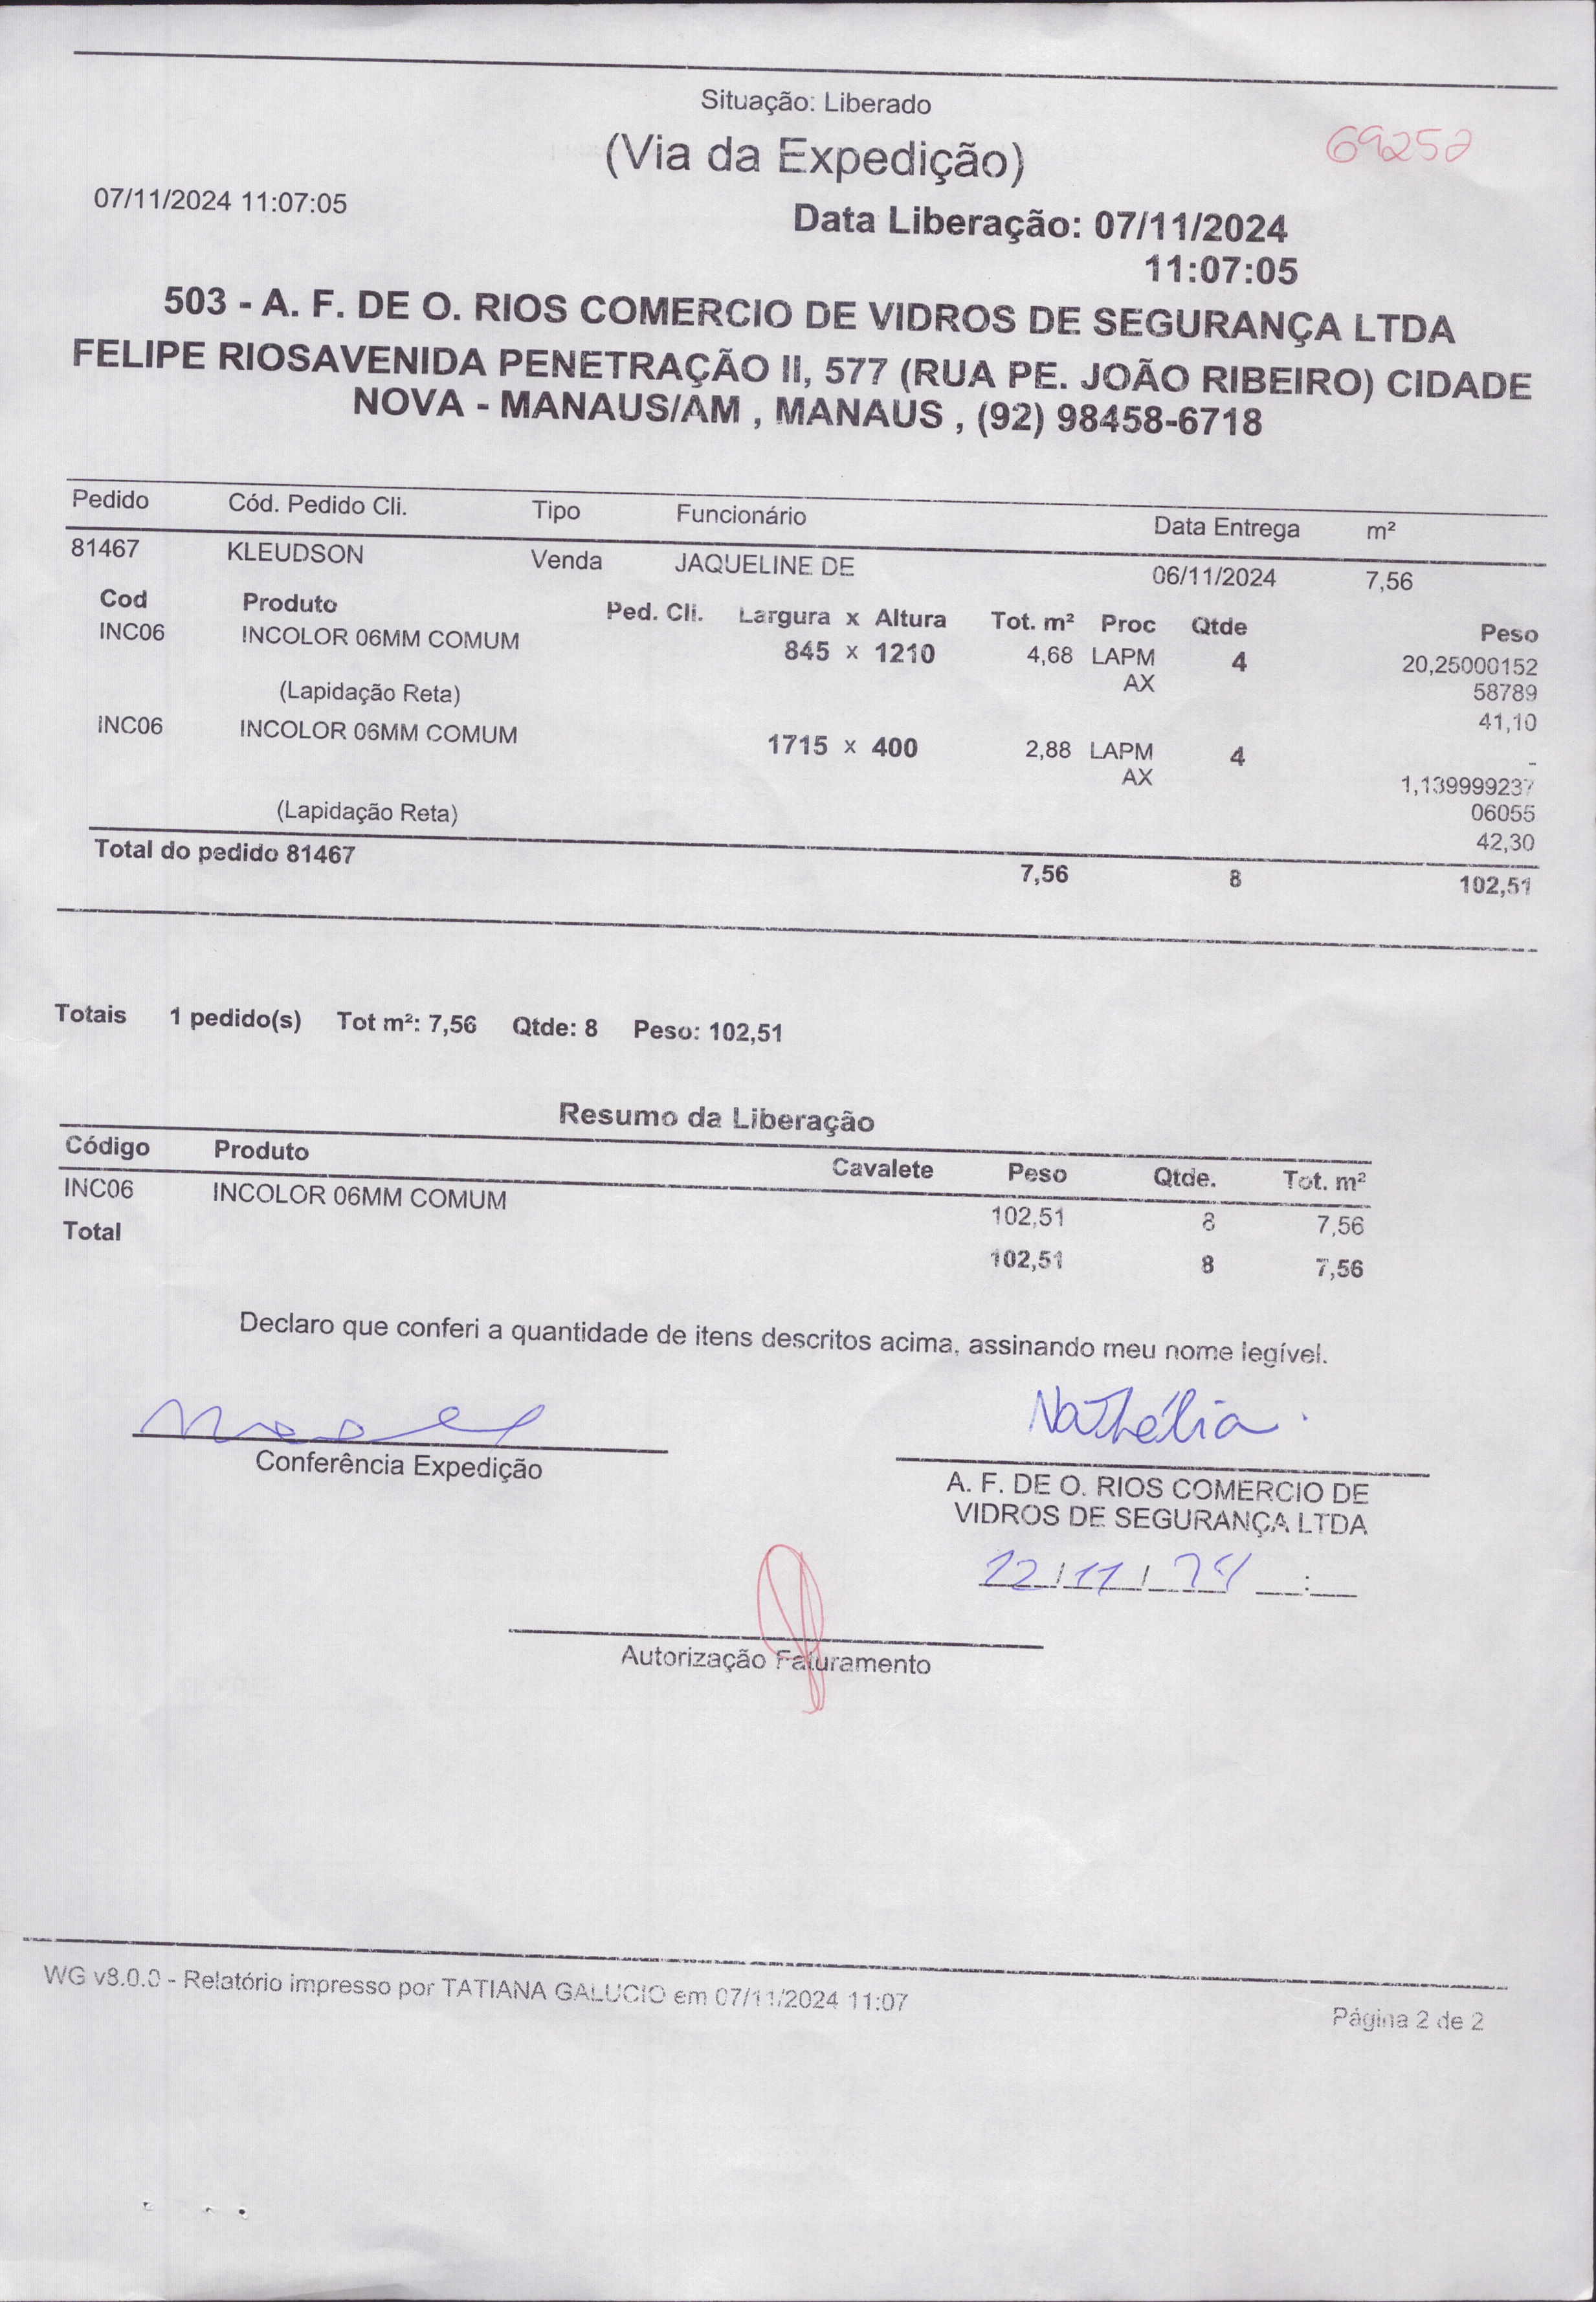 Situação: Liberado
(Via da Expedição)
69252
07/11/2024 11:07:05
Data Liberação: 07/11/2024
11:07:05
503 - A. F. DE O. RIOS COMERCIO DE VIDROS DE SEGURANÇA LTDA
FELIPE RIOSAVENIDA PENETRAÇÃO II, 577 (RUA PE. JOÃO RIBEIRO) CIDADE
NOVA - MANAUS/AM , MANAUS , (92) 98458-6718
Pedido Cód. Pedido Cli. Tipo Funcionário Data Entrega m²
81467 KLEUDSON Venda JAQUELINE DE 06/11/2024 7,56
Cod Produto Ped. Cli. Largura x Altura Tot. m² Proc Qtde Peso
INC06 INCOLOR 06MM COMUM 845 x 1210 4,68 LAPM 4 20,25000152
AX 58789
(Lapidação Reta) 41,10
INC06 INCOLOR 06MM COMUM 1715 x 400 2,88 LAPM 4 -
AX 1,139999237
06055
(Lapidação Reta) 42,30
Total do pedido 81467 7,56 8 102,51
Totais 1 pedido(s) Tot m²: 7,56 Qtde: 8 Peso: 102,51
Resumo da Liberação
Código Produto Cavalete Peso Qtde. Tot. m²
INC06 INCOLOR 06MM COMUM 102,51 8 7,56
Total 102,51 8 7,56
Declaro que conferi a quantidade de itens descritos acima, assinando meu nome legível.
Nathélia.
Conferência Expedição
A. F. DE O. RIOS COMERCIO DE
VIDROS DE SEGURANÇA LTDA
12/11/24 __:__
Autorização Faturamento
WG v8.0.0 - Relatório impresso por TATIANA GALUCIO em 07/11/2024 11:07
Página 2 de 2